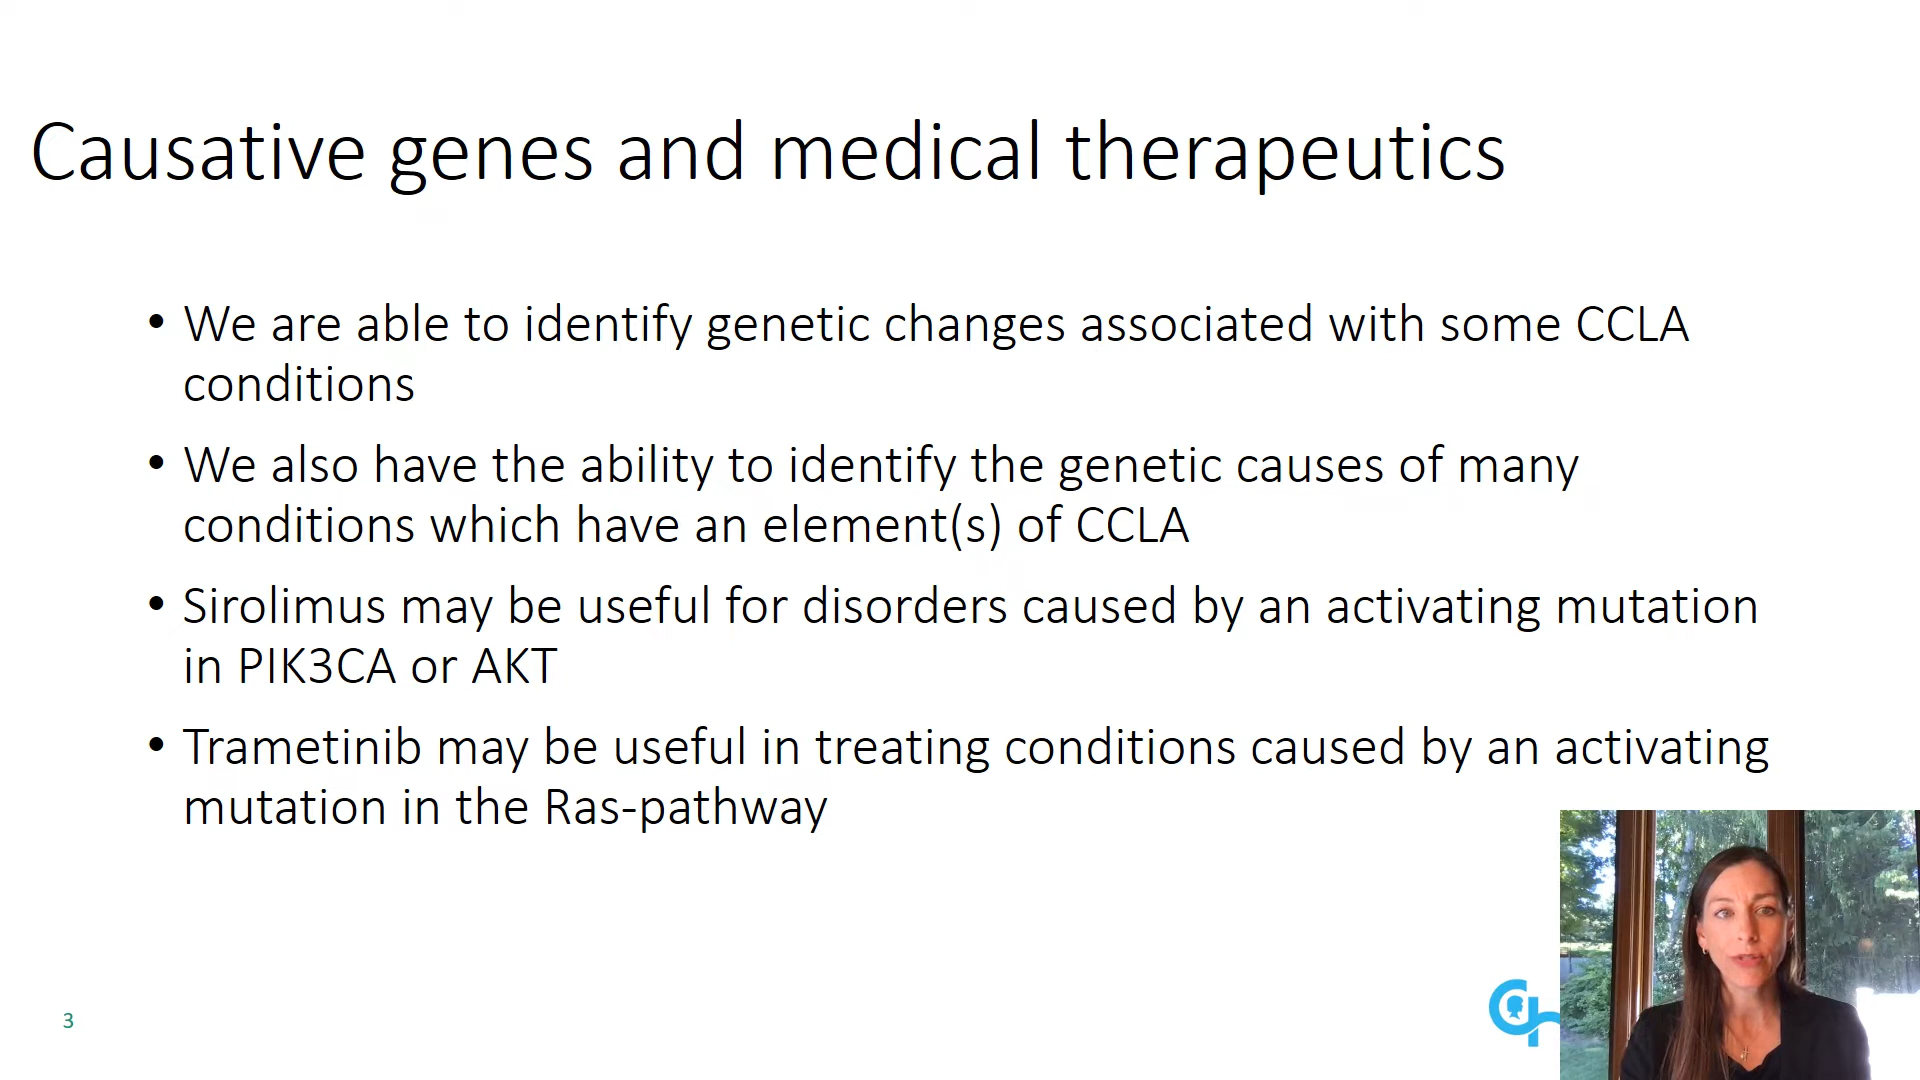 Causative genes and medical therapeutics
• We are able to identify genetic changes associated with some CCLA
conditions
• We also have the ability to identify the genetic causes of many
conditions which have an element(s) of CCLA
• Sirolimus may be useful for disorders caused by an activating mutation
in PIK3CA or AKT
• Trametinib may be useful in treating conditions caused by an activating
mutation in the Ras-pathway
3